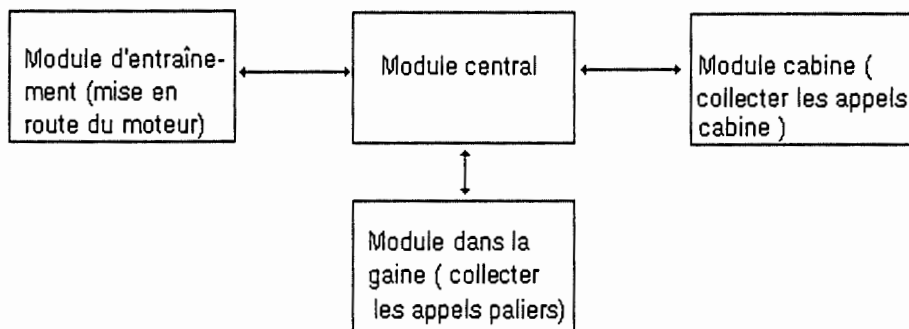 Module d'entraîne-
ment (mise en
route du moteur)
Module central
Module cabine (
collecter les appels
cabine )
Module dans la
gaine ( collecter
les appels paliers)